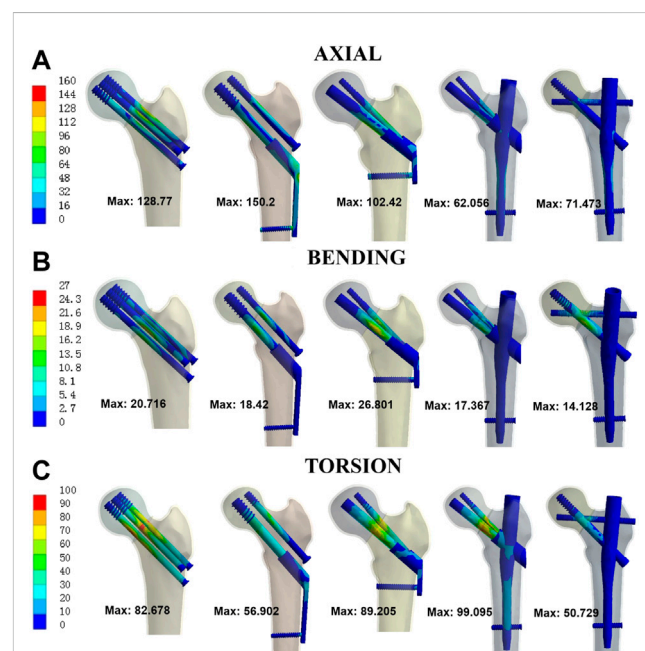 AXIAL
A
160
144
128
112
96
80
64
48
32
16
0
Max: 128.77
Max: 150.2
Max: 102.42
Max: 62.056
Max: 71.473
BENDING
B
27
24.3
21.6
18.9
16.2
13.5
10.8
8.1
5.4
2.7
0
Max: 20.716
Max: 18.42
Max: 26.801
Max: 17.367
Max: 14.128
TORSION
C
100
90
80
70
60
50
40
30
20
10
0
Max: 82.678
Max: 56.902
Max: 89.205
Max: 99.095
Max: 50.729